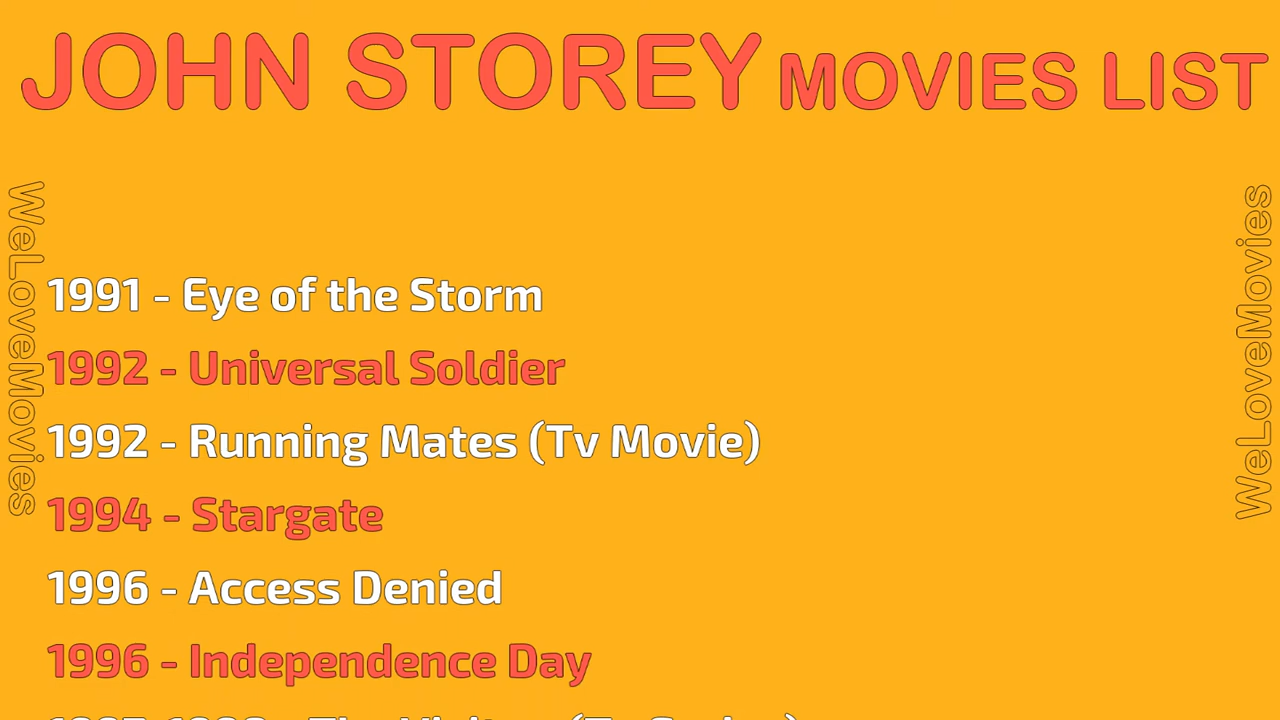 JOHN STOREY MOVIES LIST
WeLoveMovies
WeLoveMovies
1991 - Eye of the Storm
1992 - Universal Soldier
1992 - Running Mates (Tv Movie)
1994 - Stargate
1996 - Access Denied
1996 - Independence Day